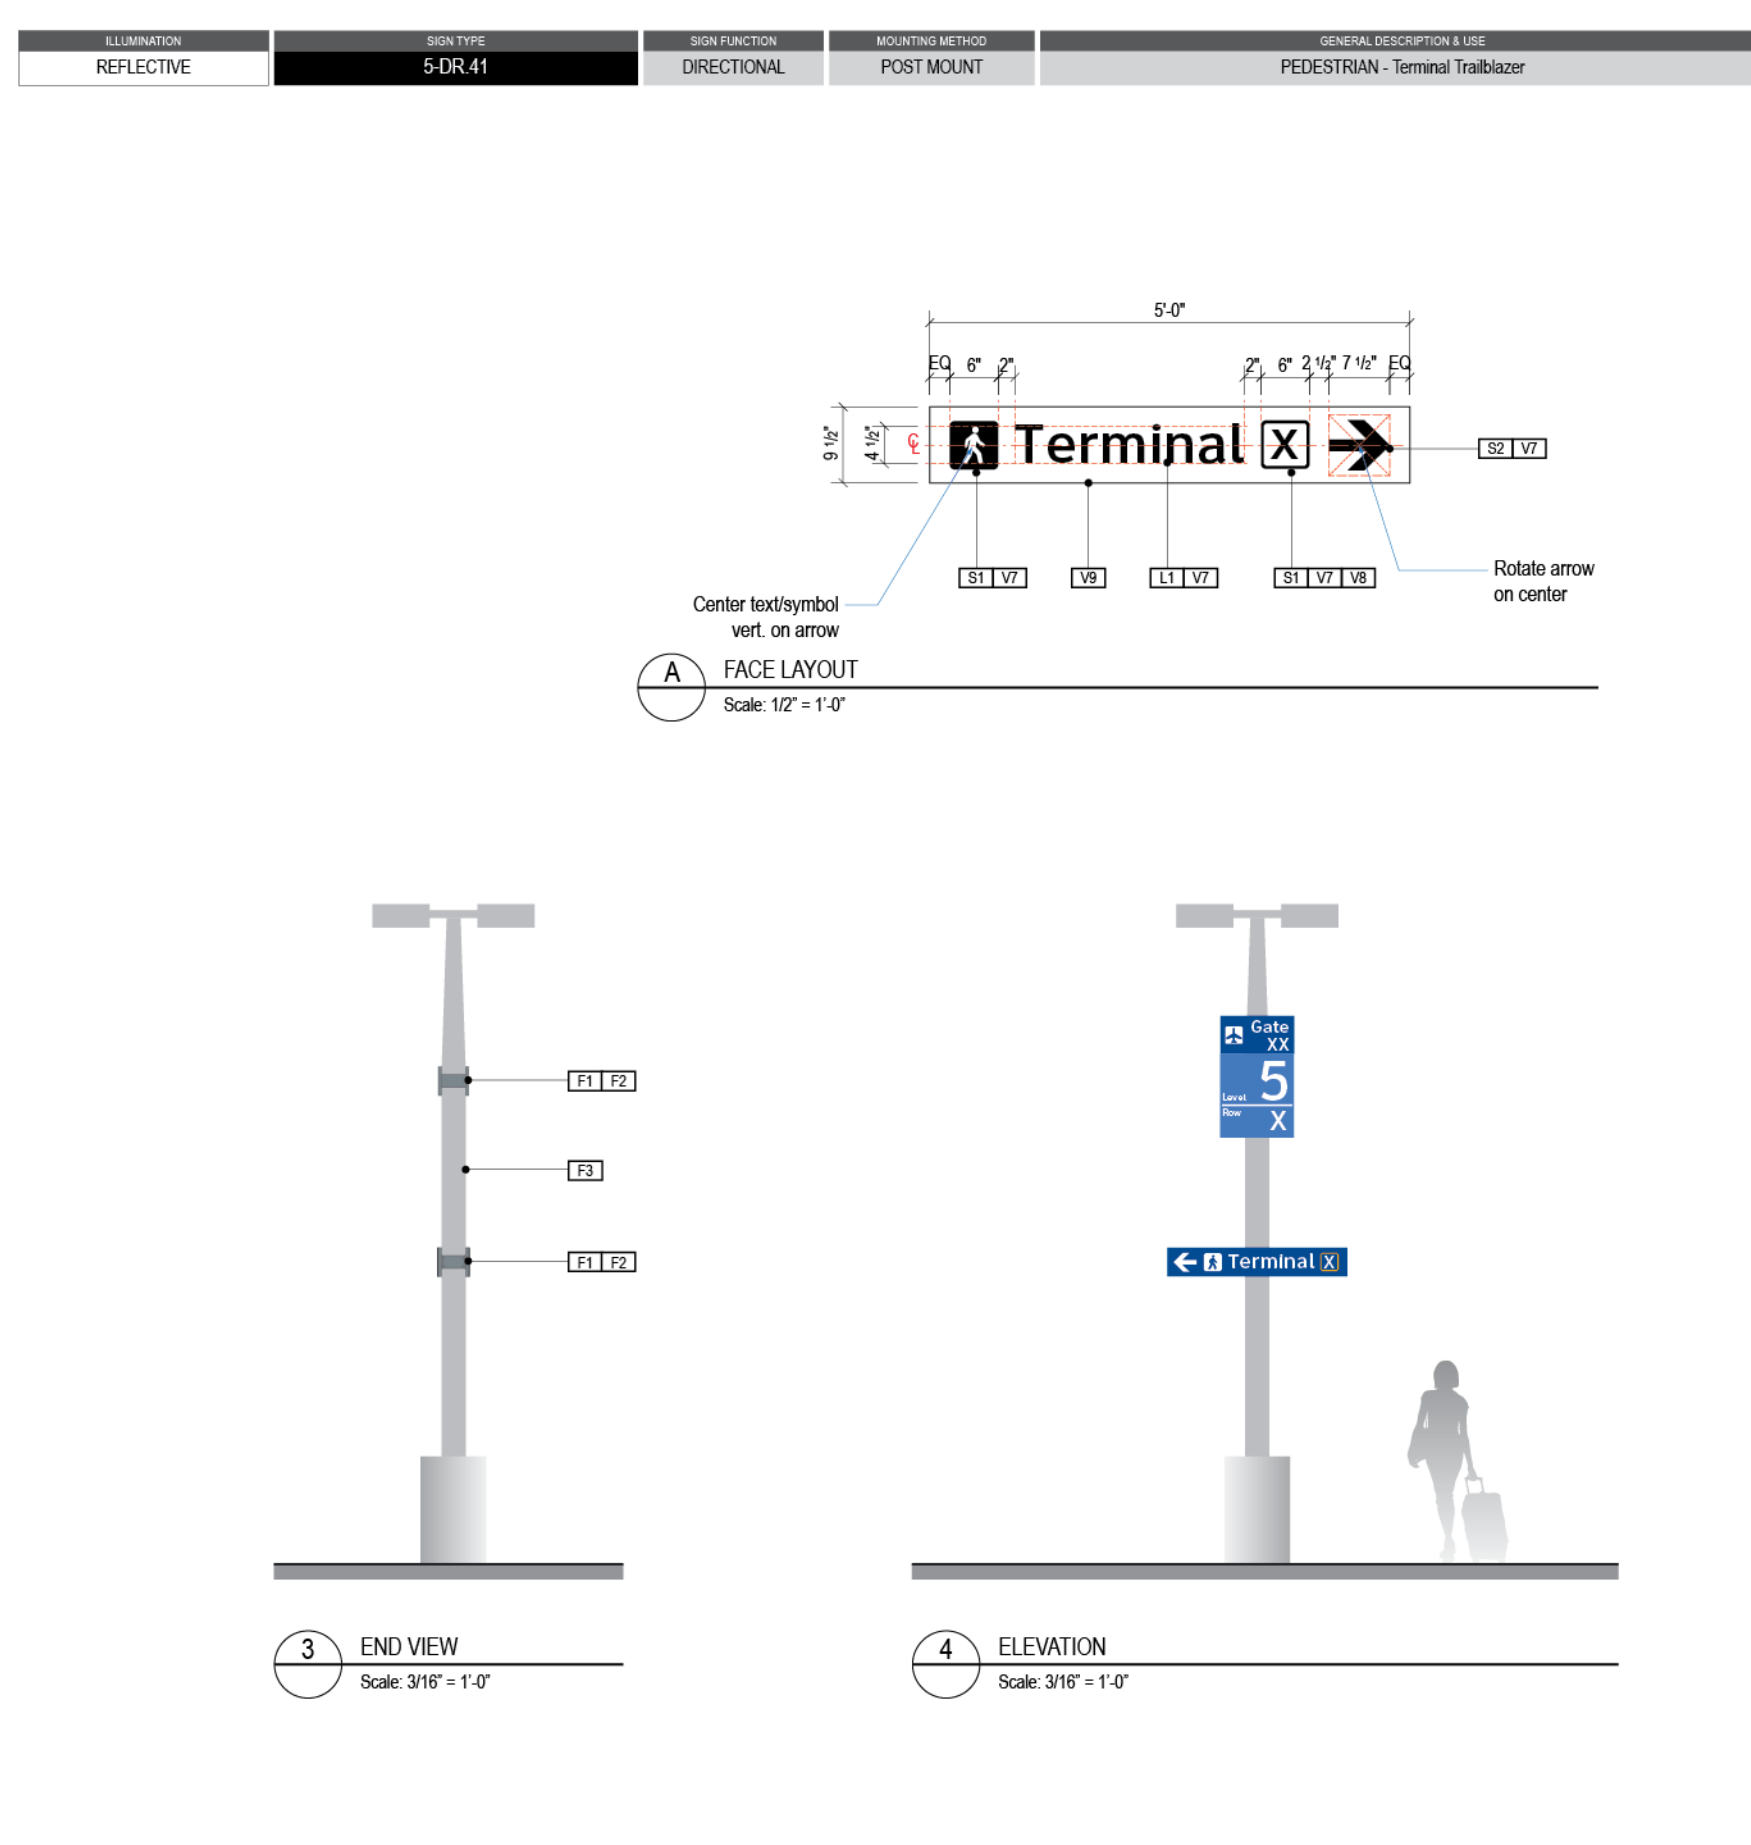 ILLUMINATION
REFLECTIVE
SIGN TYPE
5-DR.41
SIGN FUNCTION
DIRECTIONAL
MOUNTING METHOD
POST MOUNT
GENERAL DESCRIPTION & USE
PEDESTRIAN - Terminal Trailblazer
5'-0"
EQ 6" 2" 2" 6" 2 1/2" 7 1/2" EQ
9 1/2"
4 1/2"
℄
Terminal X
S2 V7
S1 V7
V9
L1 V7
S1 V7 V8
Rotate arrow
on center
Center text/symbol
vert. on arrow
A
FACE LAYOUT
Scale: 1/2” = 1’-0”
F1 F2
F3
F1 F2
Gate
XX
5
Level
Row
X
Terminal X
3
END VIEW
Scale: 3/16” = 1’-0”
4
ELEVATION
Scale: 3/16” = 1’-0”